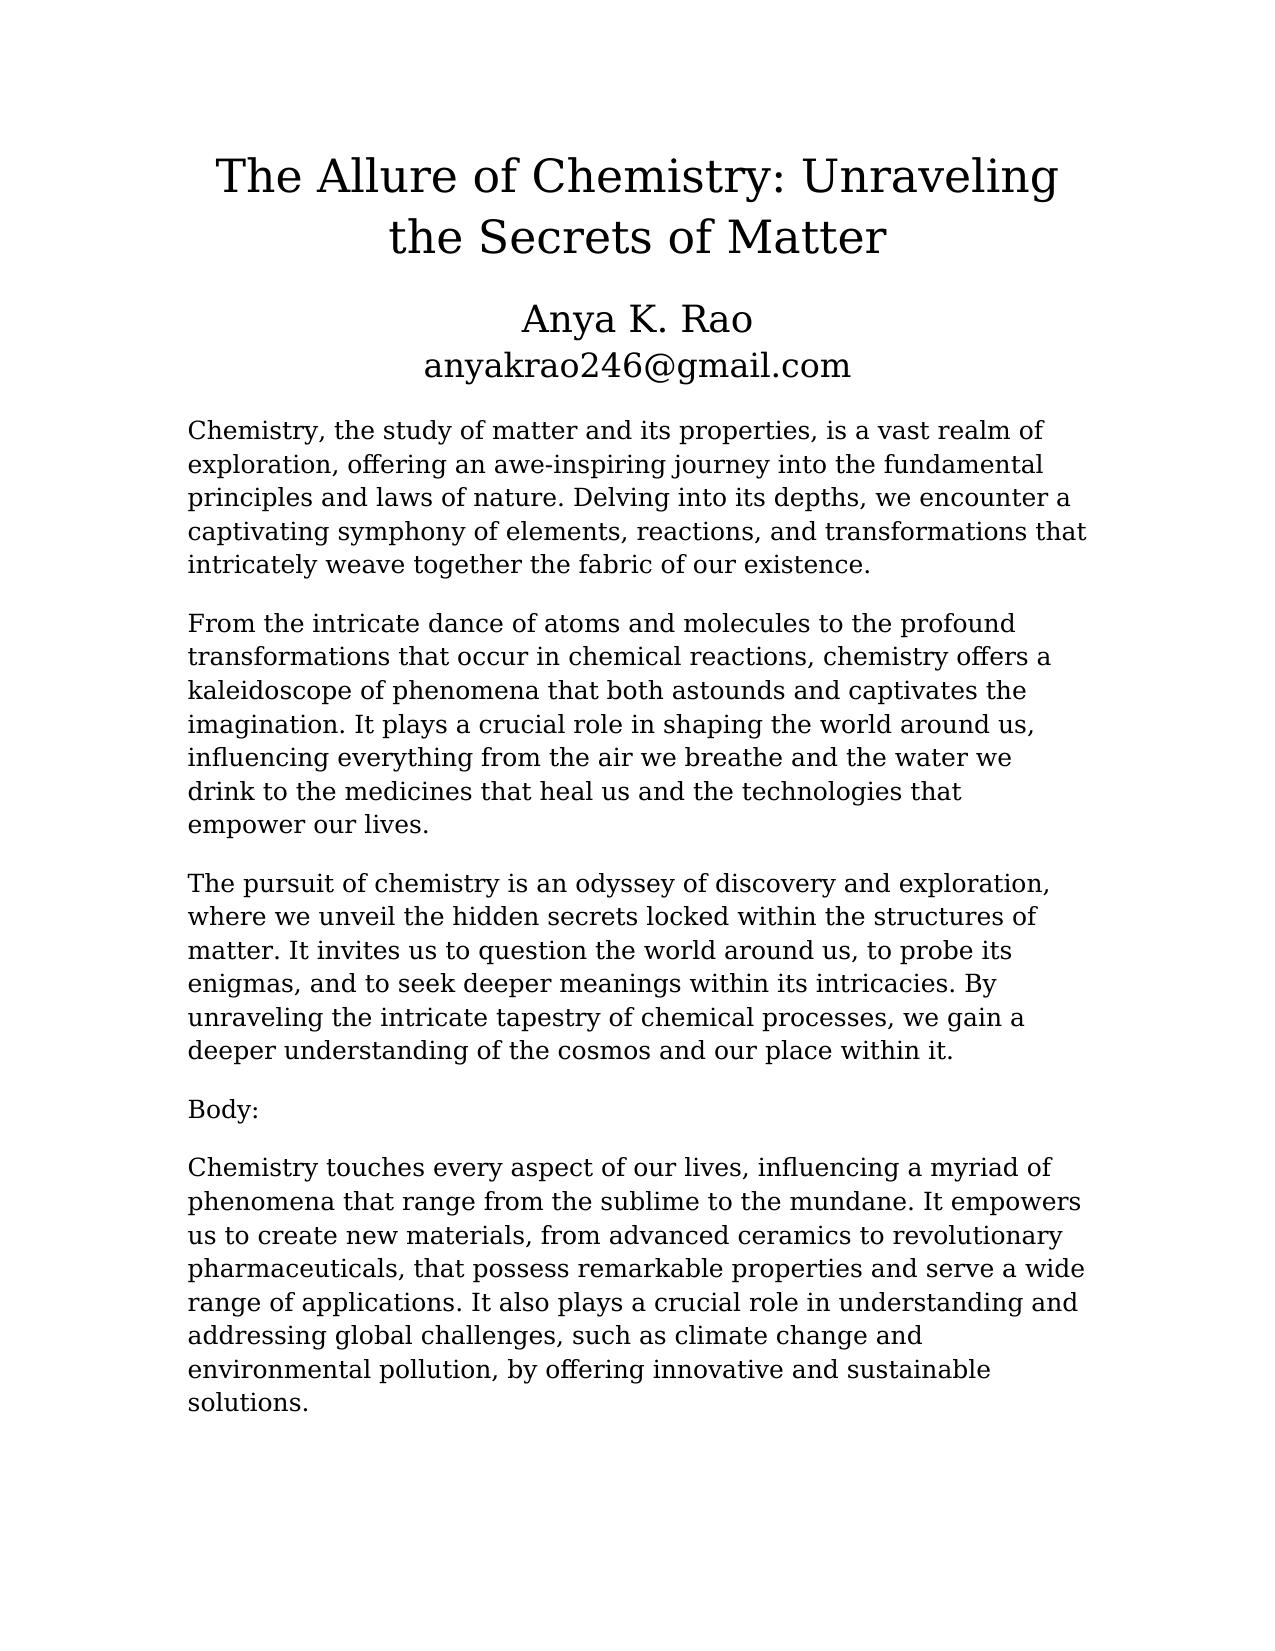 The Allure of Chemistry: Unraveling
the Secrets of Matter
Anya K. Rao
anyakrao246@gmail.com
Chemistry, the study of matter and its properties, is a vast realm of
exploration, offering an awe-inspiring journey into the fundamental
principles and laws of nature. Delving into its depths, we encounter a
captivating symphony of elements, reactions, and transformations that
intricately weave together the fabric of our existence.
From the intricate dance of atoms and molecules to the profound
transformations that occur in chemical reactions, chemistry offers a
kaleidoscope of phenomena that both astounds and captivates the
imagination. It plays a crucial role in shaping the world around us,
influencing everything from the air we breathe and the water we
drink to the medicines that heal us and the technologies that
empower our lives.
The pursuit of chemistry is an odyssey of discovery and exploration,
where we unveil the hidden secrets locked within the structures of
matter. It invites us to question the world around us, to probe its
enigmas, and to seek deeper meanings within its intricacies. By
unraveling the intricate tapestry of chemical processes, we gain a
deeper understanding of the cosmos and our place within it.
Body:
Chemistry touches every aspect of our lives, influencing a myriad of
phenomena that range from the sublime to the mundane. It empowers
us to create new materials, from advanced ceramics to revolutionary
pharmaceuticals, that possess remarkable properties and serve a wide
range of applications. It also plays a crucial role in understanding and
addressing global challenges, such as climate change and
environmental pollution, by offering innovative and sustainable
solutions.